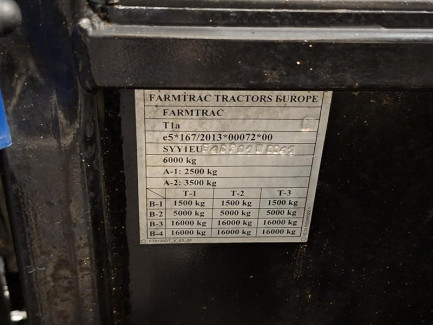 FARMTRAC TRACTORS EUROPE
FARMTRAC
T1a
e5*167/2013*00072*00
SYY1EU
6000 kg
A-1: 2500 kg
A-2: 3500 kg
T-1 T-2 T-3
B-1 1500 kg 1500 kg 1500 kg
B-2 5000 kg 5000 kg 5000 kg
B-3 16000 kg 16000 kg 16000 kg
B-4 16000 kg 16000 kg 16000 kg